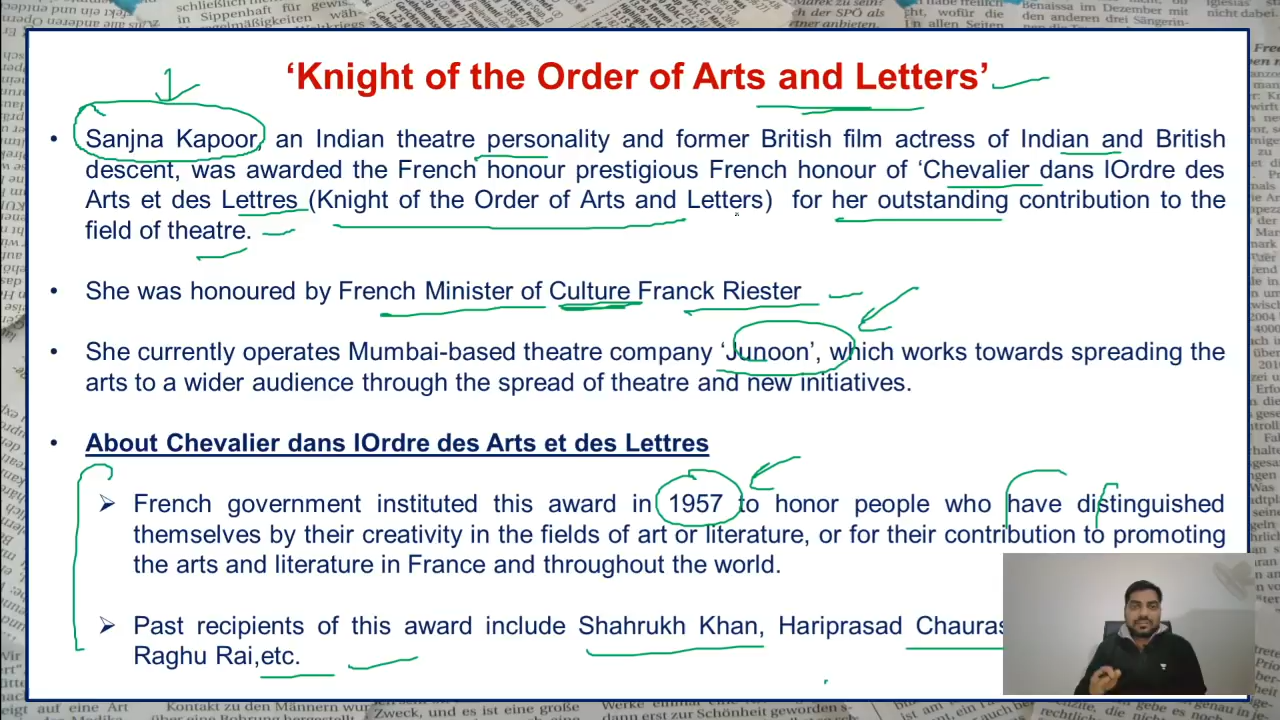 ‘Knight of the Order of Arts and Letters’
• Sanjna Kapoor, an Indian theatre personality and former British film actress of Indian and British
descent, was awarded the French honour prestigious French honour of ‘Chevalier dans lOrdre des
Arts et des Lettres (Knight of the Order of Arts and Letters) for her outstanding contribution to the
field of theatre.
• She was honoured by French Minister of Culture Franck Riester
• She currently operates Mumbai-based theatre company ‘Junoon’, which works towards spreading the
arts to a wider audience through the spread of theatre and new initiatives.
• About Chevalier dans lOrdre des Arts et des Lettres
➢ French government instituted this award in 1957 to honor people who have distinguished
themselves by their creativity in the fields of art or literature, or for their contribution to promoting
the arts and literature in France and throughout the world.
➢ Past recipients of this award include Shahrukh Khan, Hariprasad
Raghu Rai,etc.